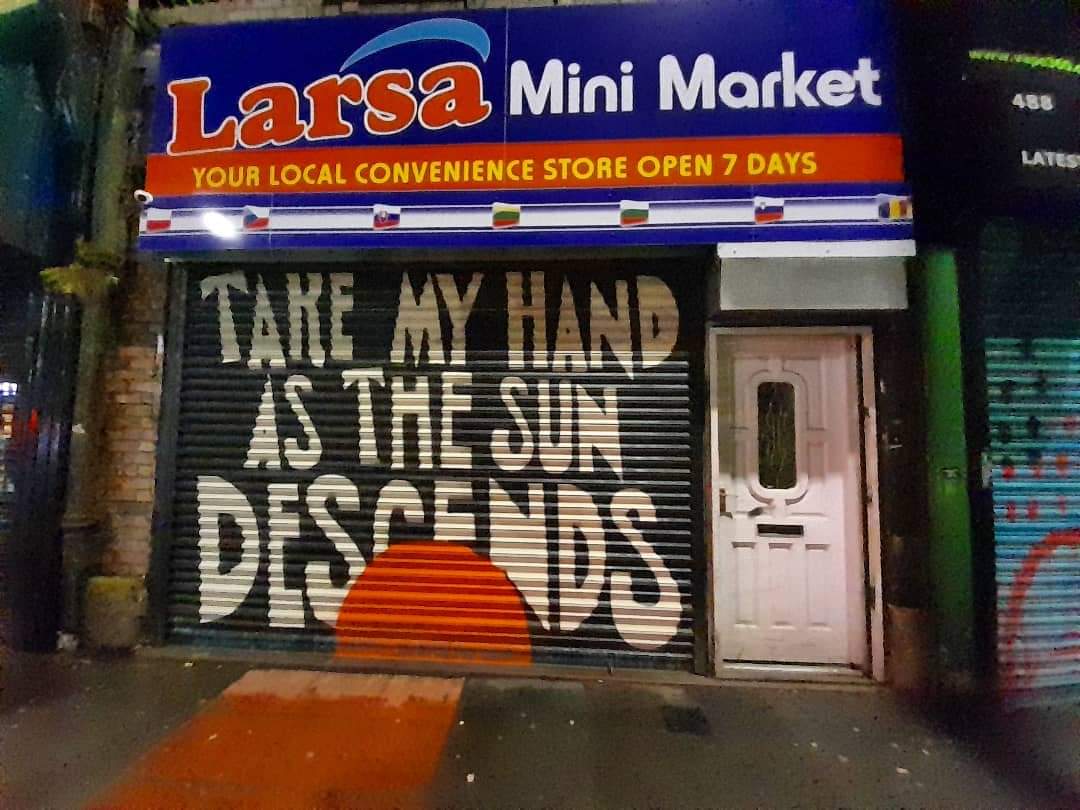 Larsa Mini Market
YOUR LOCAL CONVENIENCE STORE OPEN 7 DAYS
TAKE MY HAND
AS THE SUN
DESCENDS
488
LATES